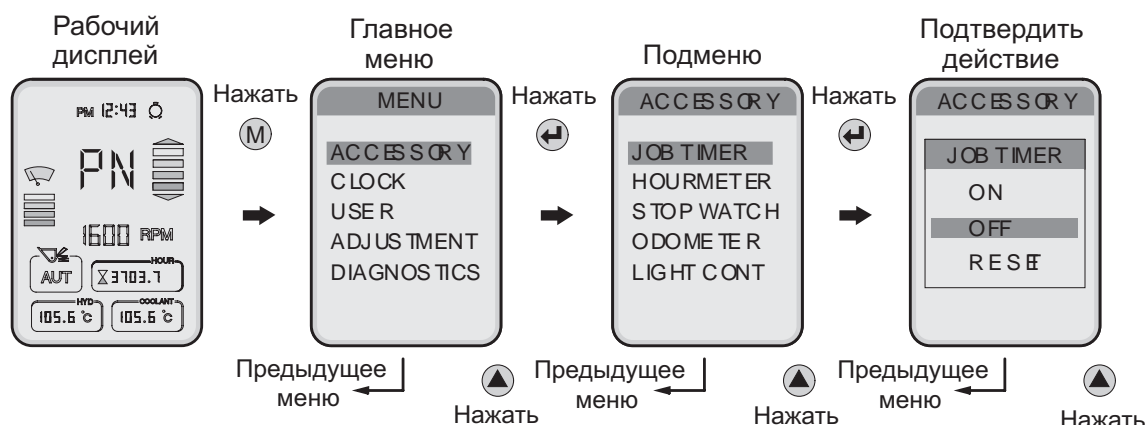 Рабочий
дисплей
PM 12:43
PN
1600 RPM
AUT
HOUR
3703.7
HYD
105.6 °C
COOLANT
105.6 °C
Нажать
M
Главное
меню
MENU
ACCESSORY
CLOCK
USER
ADJUSTMENT
DIAGNOSTICS
Предыдущее
меню
Нажать
Нажать
Подменю
ACCESSORY
JOB TIMER
HOURMETER
STOP WATCH
ODOMETER
LIGHT CONT
Предыдущее
меню
Нажать
Нажать
Подтвердить
действие
ACCESSORY
JOB TIMER
ON
OFF
RESET
Предыдущее
меню
Нажать